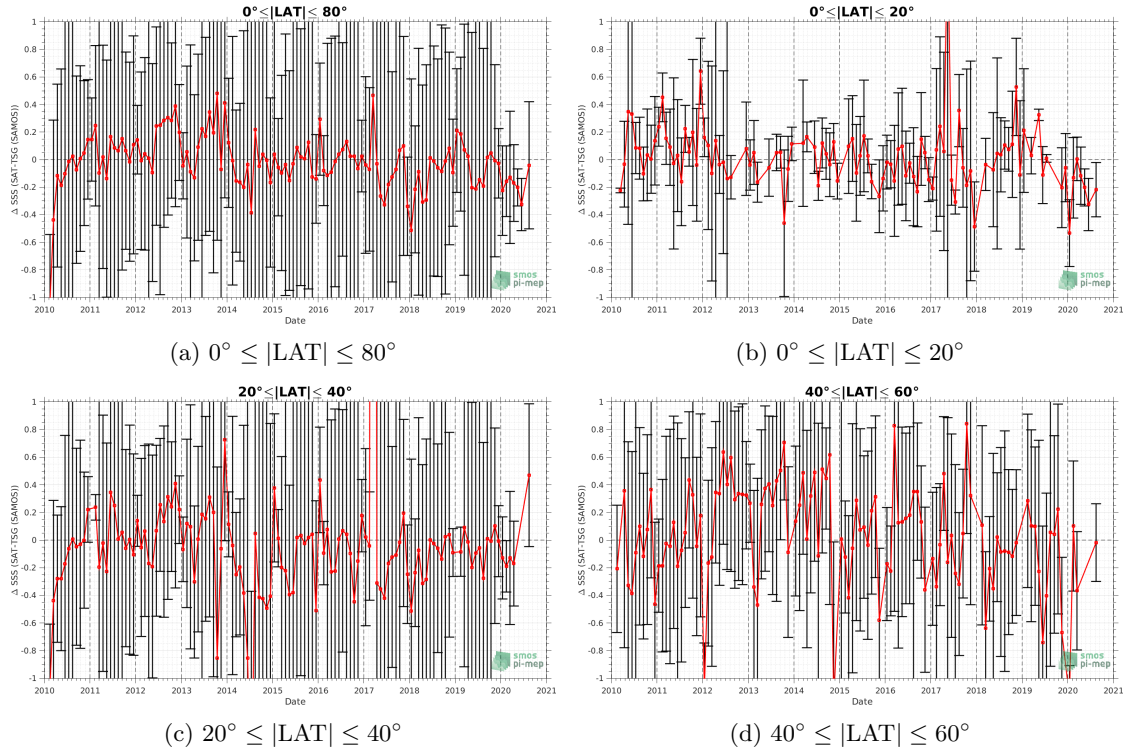 0°≤|LAT|≤ 80°
Δ SSS (SAT-TSG (SAMOS))
1
0.8
0.6
0.4
0.2
0
-0.2
-0.4
-0.6
-0.8
-1
2010 2011 2012 2013 2014 2015 2016 2017 2018 2019 2020 2021
Date
smos
pi-mep
(a) 0° ≤ |LAT| ≤ 80°
0°≤|LAT|≤ 20°
Δ SSS (SAT-TSG (SAMOS))
1
0.8
0.6
0.4
0.2
0
-0.2
-0.4
-0.6
-0.8
-1
2010 2011 2012 2013 2014 2015 2016 2017 2018 2019 2020 2021
Date
smos
pi-mep
(b) 0° ≤ |LAT| ≤ 20°
20°≤|LAT|≤ 40°
Δ SSS (SAT-TSG (SAMOS))
1
0.8
0.6
0.4
0.2
0
-0.2
-0.4
-0.6
-0.8
-1
2010 2011 2012 2013 2014 2015 2016 2017 2018 2019 2020 2021
Date
smos
pi-mep
(c) 20° ≤ |LAT| ≤ 40°
40°≤|LAT|≤ 60°
Δ SSS (SAT-TSG (SAMOS))
1
0.8
0.6
0.4
0.2
0
-0.2
-0.4
-0.6
-0.8
-1
2010 2011 2012 2013 2014 2015 2016 2017 2018 2019 2020 2021
Date
smos
pi-mep
(d) 40° ≤ |LAT| ≤ 60°